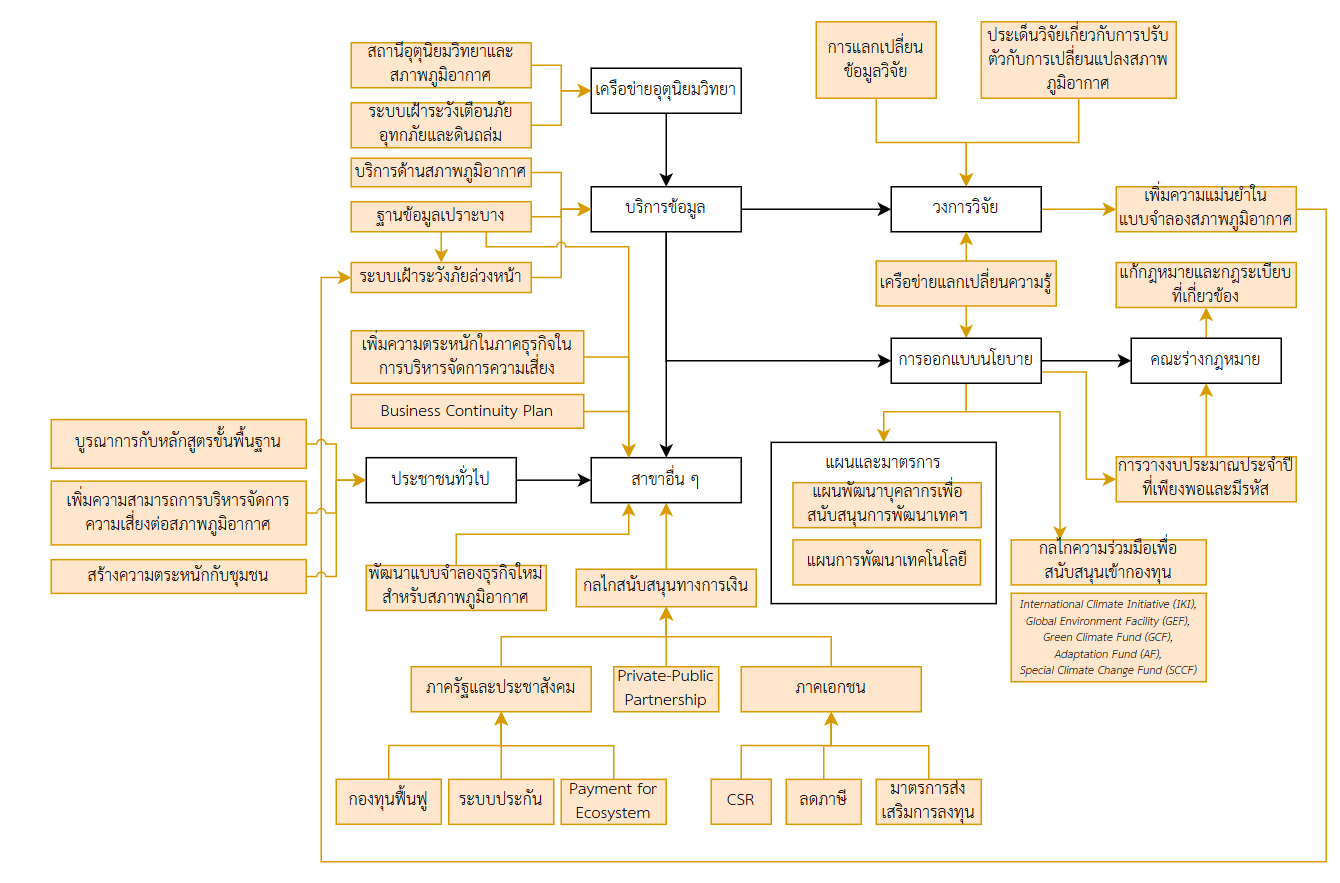 สถานีอุตุนิยมวิทยาและ
สภาพภูมิอากาศ
ระบบเฝ้าระวังเตือนภัย
อุทกภัยและดินถล่ม
เครือข่ายอุตุนิยมวิทยา
การแลกเปลี่ยน
ข้อมูลวิจัย
ประเด็นวิจัยเกี่ยวกับการปรับ
ตัวกับการเปลี่ยนแปลงสภาพ
ภูมิอากาศ
บริการด้านสภาพภูมิอากาศ
ฐานข้อมูลเปราะบาง
ระบบเฝ้าระวังภัยล่วงหน้า
บริการข้อมูล
วงการวิจัย
เพิ่มความแม่นยำใน
แบบจำลองสภาพภูมิอากาศ
เครือข่ายแลกเปลี่ยนความรู้
แก้กฎหมายและกฎระเบียบ
ที่เกี่ยวข้อง
เพิ่มความตระหนักในภาคธุรกิจใน
การบริหารจัดการความเสี่ยง
Business Continuity Plan
การออกแบบนโยบาย
คณะร่างกฎหมาย
บูรณาการกับหลักสูตรขั้นพื้นฐาน
เพิ่มความสามารถการบริหารจัดการ
ความเสี่ยงต่อสภาพภูมิอากาศ
สร้างความตระหนักกับชุมชน
ประชาชนทั่วไป
สาขาอื่น ๆ
แผนและมาตรการ
แผนพัฒนาบุคลากรเพื่อ
สนับสนุนการพัฒนาเทคฯ
แผนการพัฒนาเทคโนโลยี
การวางงบประมาณประจำปี
ที่เพียงพอและมีรหัส
พัฒนาแบบจำลองธุรกิจใหม่
สำหรับสภาพภูมิอากาศ
กลไกสนับสนุนทางการเงิน
กลไกความร่วมมือเพื่อ
สนับสนุนเข้ากองทุน
International Climate Initiative (IKI),
Global Environment Facility (GEF),
Green Climate Fund (GCF),
Adaptation Fund (AF),
Special Climate Change Fund (SCCF)
ภาครัฐและประชาสังคม
Private-Public
Partnership
ภาคเอกชน
กองทุนฟื้นฟู
ระบบประกัน
Payment for
Ecosystem
CSR
ลดภาษี
มาตรการส่ง
เสริมการลงทุน